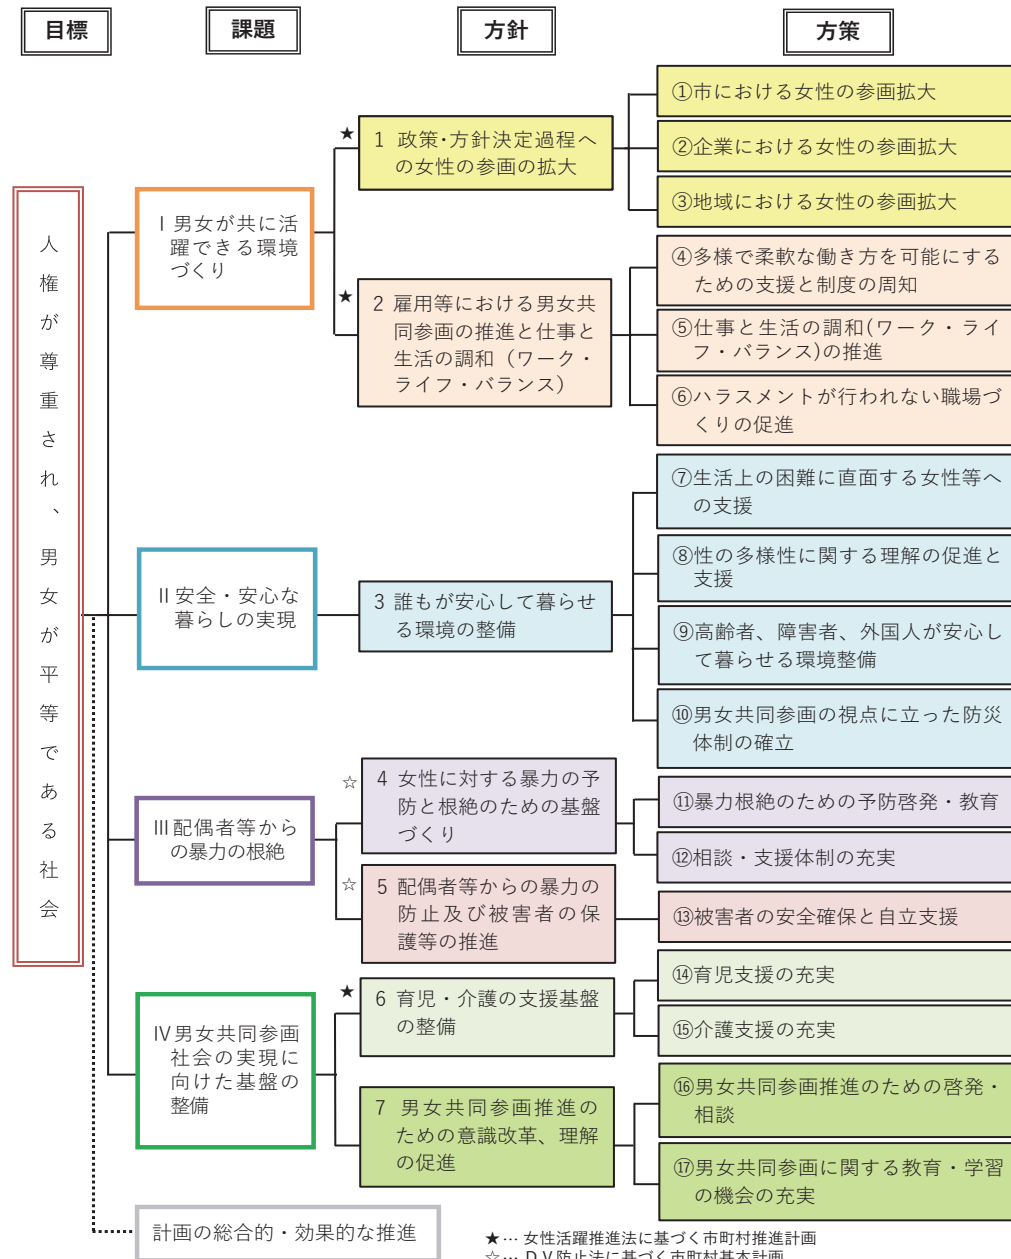 目標
課題
方針
方策
人権が尊重され、男女が平等である社会
Ⅰ男女が共に活
躍できる環境
づくり
★
1 政策・方針決定過程へ
の女性の参画の拡大
①市における女性の参画拡大
②企業における女性の参画拡大
③地域における女性の参画拡大
★
2 雇用等における男女共
同参画の推進と仕事と
生活の調和（ワーク・
ライフ・バランス）
④多様で柔軟な働き方を可能にする
ための支援と制度の周知
⑤仕事と生活の調和(ワーク・ライ
フ・バランス)の推進
⑥ハラスメントが行われない職場づ
くりの促進
Ⅱ安全・安心な
暮らしの実現
3 誰もが安心して暮らせ
る環境の整備
⑦生活上の困難に直面する女性等へ
の支援
⑧性の多様性に関する理解の促進と
支援
⑨高齢者、障害者、外国人が安心し
て暮らせる環境整備
⑩男女共同参画の視点に立った防災
体制の確立
Ⅲ配偶者等から
の暴力の根絶
☆
4 女性に対する暴力の予
防と根絶のための基盤
づくり
⑪暴力根絶のための予防啓発・教育
⑫相談・支援体制の充実
☆
5 配偶者等からの暴力の
防止及び被害者の保
護等の推進
⑬被害者の安全確保と自立支援
Ⅳ男女共同参画
社会の実現に
向けた基盤の
整備
★
6 育児・介護の支援基盤
の整備
⑭育児支援の充実
⑮介護支援の充実
7 男女共同参画推進の
ための意識改革、理解
の促進
⑯男女共同参画推進のための啓発・
相談
⑰男女共同参画に関する教育・学習
の機会の充実
計画の総合的・効果的な推進
★… 女性活躍推進法に基づく市町村推進計画
☆… ＤＶ防止法に基づく市町村基本計画